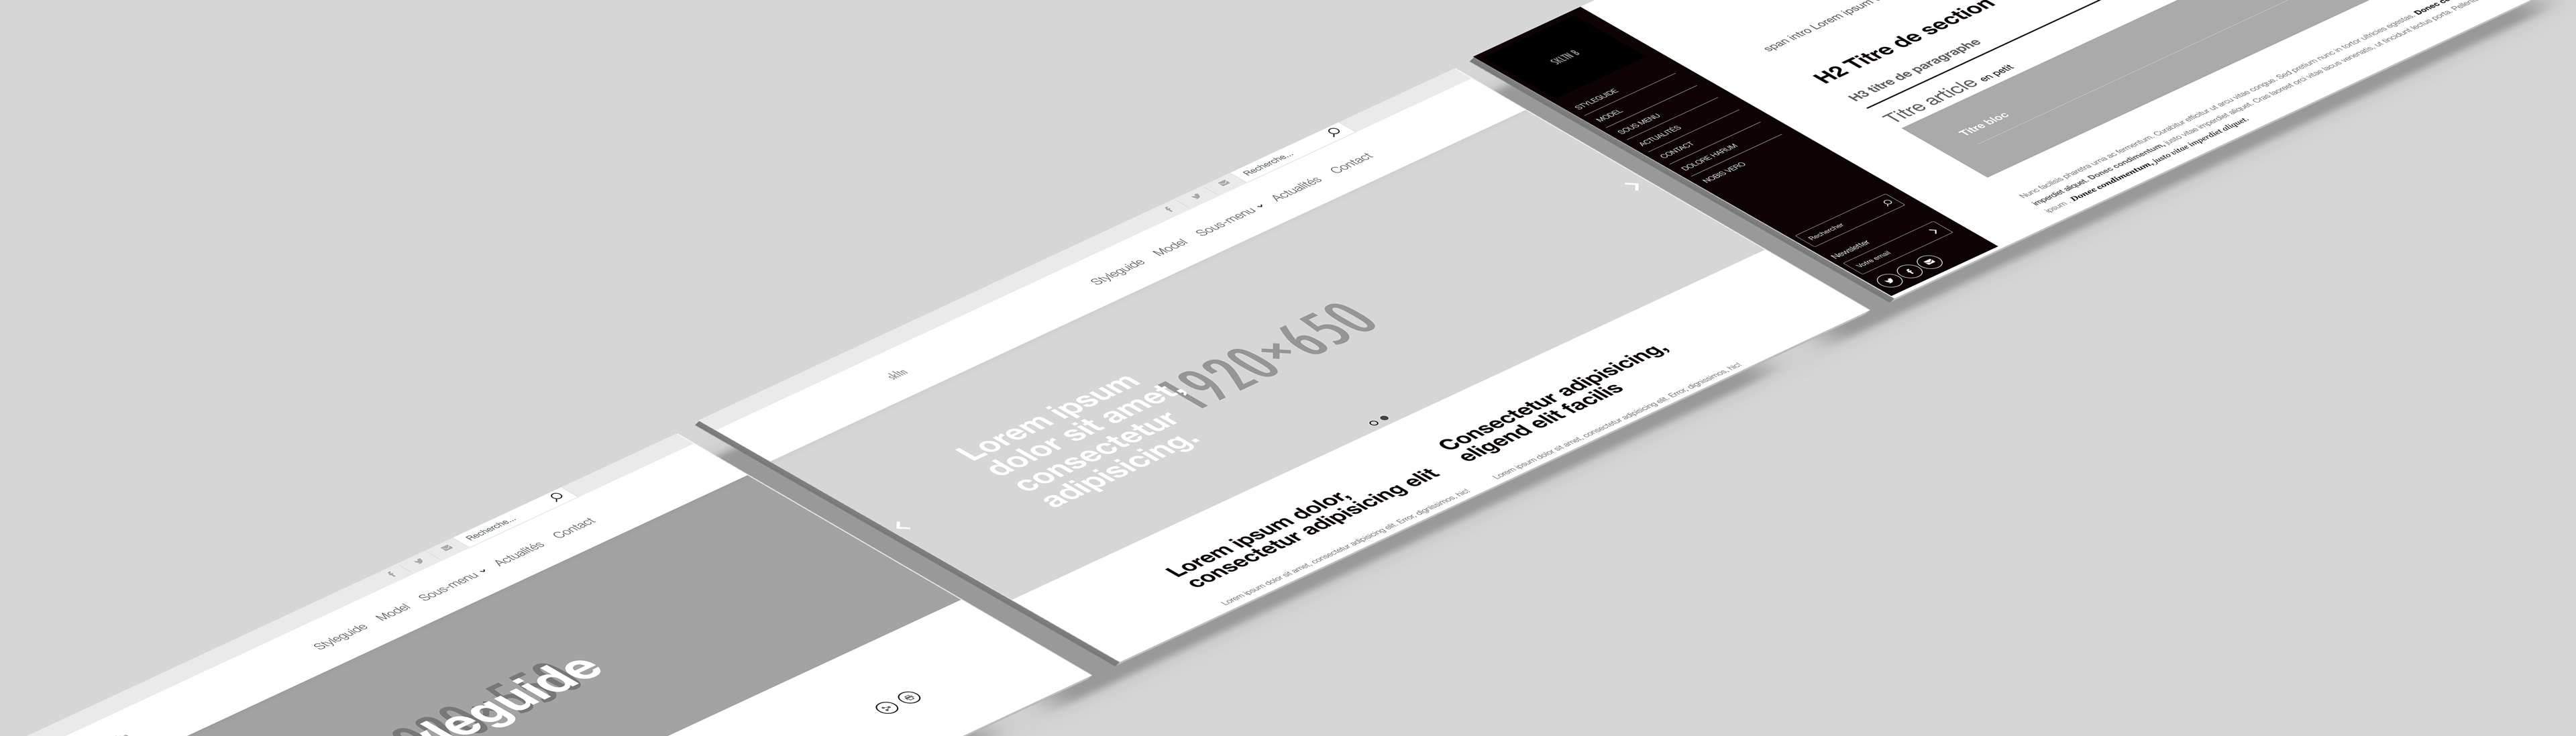 Recherche...
Styleguide Model Sous-menu Actualités Contact
leguide
Recherche...
Styleguide Model Sous-menu Actualités Contact
skltn
1920×650
Lorem ipsum
dolor sit amet,
consectetur
adipisicing.
Lorem ipsum dolor,
consectetur adipisicing elit
Lorem ipsum dolor sit amet, consectetur adipisicing elit. Error, dignissimos, hic!
Consectetur adipisicing,
eligend elit facilis
Lorem ipsum dolor sit amet, consectetur adipisicing elit. Error, dignissimos, hic!
SKLTN B
STYLEGUIDE
MODEL
SOUS MENU
ACTUALITÉS
CONTACT
DOLORE HARUM
NOBIS VERO
Rechercher
Newsletter
Votre email
span intro Lorem ipsum
H2 Titre de section
H3 titre de paragraphe
Titre article en petit
Titre bloc
Nunc facilisis pharetra urna ac fermentum. Curabitur efficitur ut arcu vitae congue. Sed pretium nunc in tortor ultricies egestas. Donec
imperdiet aliquet. Donec condimentum, justo vitae imperdiet aliquet. Cras laoreet orci vitae lacus venenatis, ut tincidunt lectus porta.
ipsum . Donec condimentum, justo vitae imperdiet aliquet.